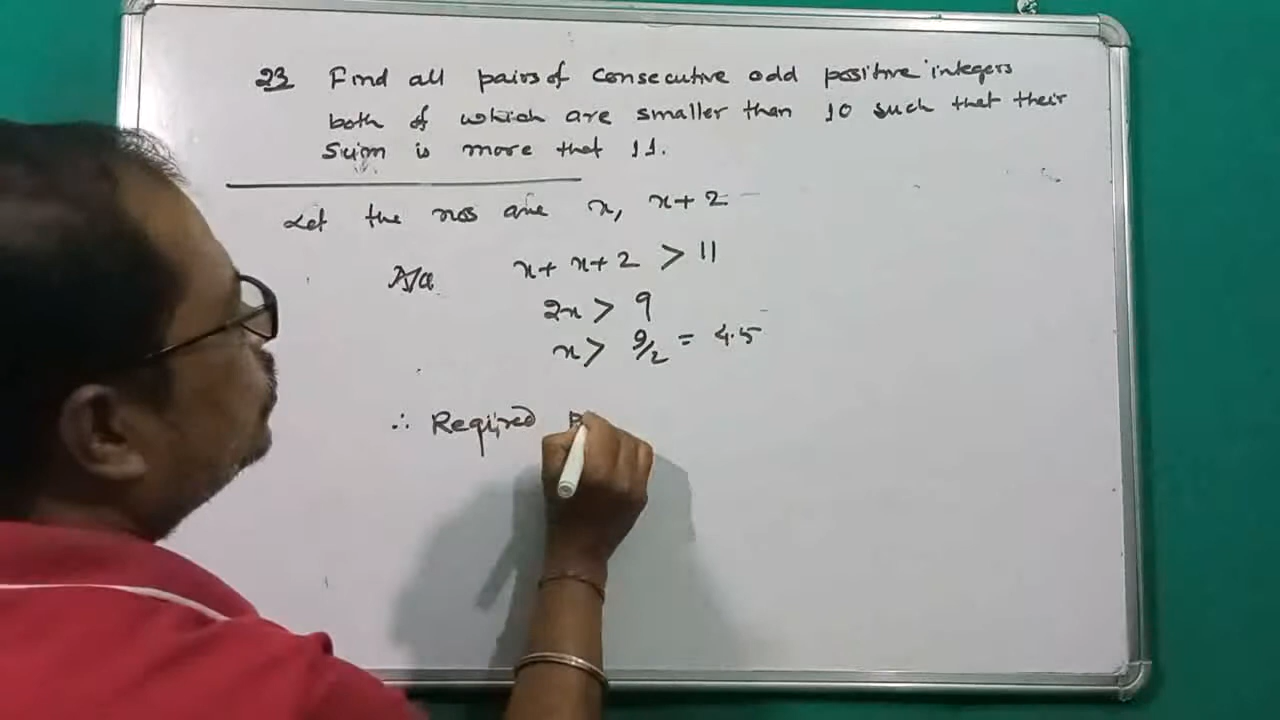 23 Find all pairs of consecutive odd positive integers
both of which are smaller than 10 such that their
Sum is more that 11.
Let the nos are x, x+2
A/Q x+ x+2 > 11
2x > 9
x > 9/2 = 4.5
∴ Required